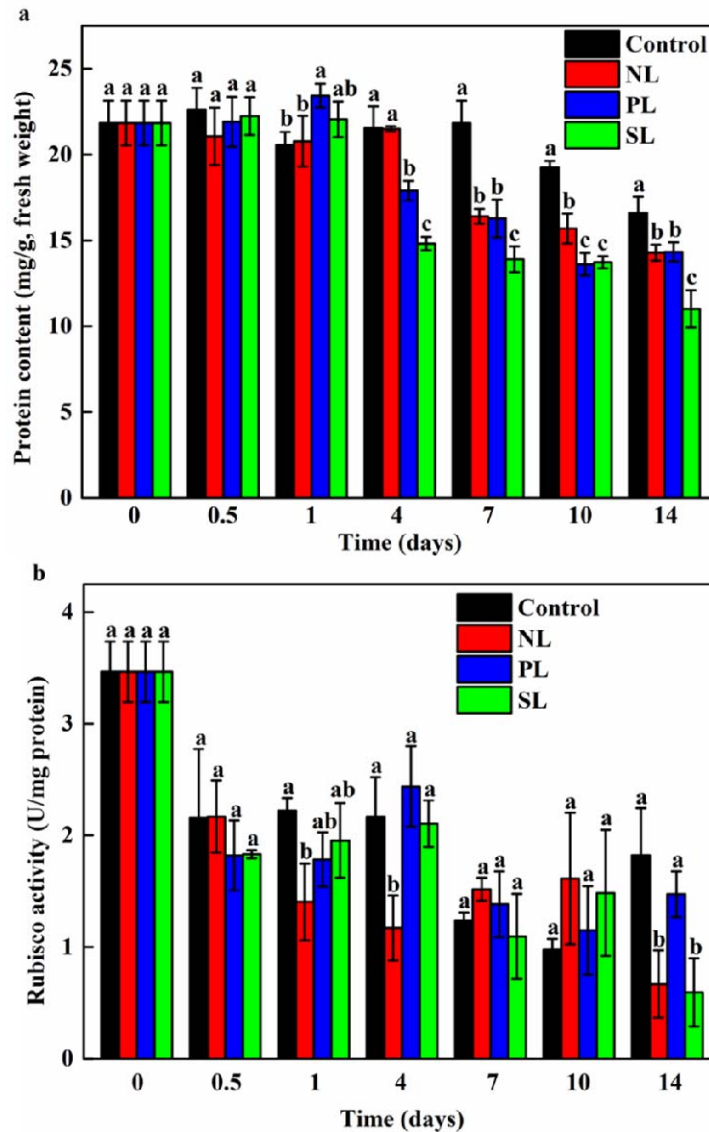 a
Control
NL
PL
SL
25
20
15
10
5
0
Protein content (mg/g, fresh weight)
a a a a
a a a a
b b a ab
a a b c
a b b c
a b c c
a b b c
0 0.5 1 4 7 10 14
Time (days)
b
Control
NL
PL
SL
4
3
2
1
0
Rubisco activity (U/mg protein)
a a a a
a a a a
a b ab ab
a b a a
a a a a
a a a a
a b a b
0 0.5 1 4 7 10 14
Time (days)